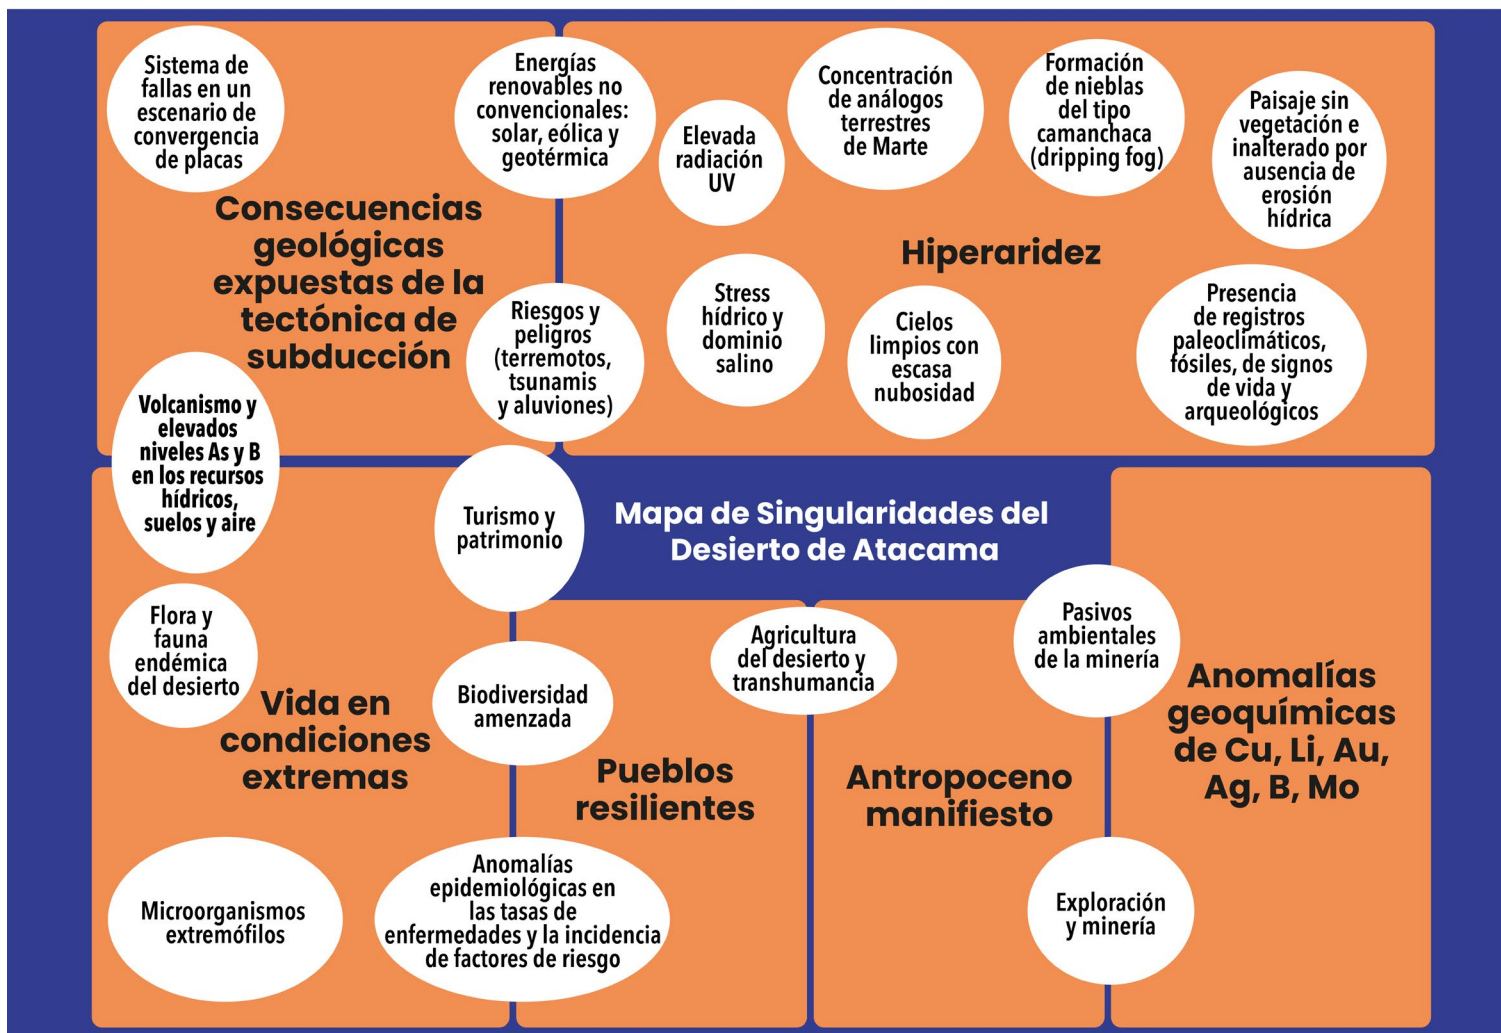 Sistema de
fallas en un
escenario de
convergencia
de placas
Consecuencias
geológicas
expuestas de la
tectónica de
subducción
Energías
renovables no
convencionales:
solar, eólica y
geotérmica
Riesgos y
peligros
(terremotos,
tsunamis
y aluviones)
Elevada
radiación
UV
Concentración
de análogos
terrestres
de Marte
Formación
de nieblas
del tipo
camanchaca
(dripping fog)
Paisaje sin
vegetación e
inalterado por
ausencia de
erosión
hídrica
Hiperaridez
Stress
hídrico y
dominio
salino
Cielos
limpios con
escasa
nubosidad
Presencia
de registros
paleoclimáticos,
fósiles, de signos
de vida y
arqueológicos
Volcanismo y
elevados
niveles As y B
en los recursos
hídricos,
suelos y aire
Turismo y
patrimonio
Mapa de Singularidades del
Desierto de Atacama
Flora y
fauna
endémica
del desierto
Vida en
condiciones
extremas
Biodiversidad
amenzada
Microorganismos
extremófilos
Anomalías
epidemiológicas en
las tasas de
enfermedades y la incidencia
de factores de riesgo
Pueblos
resilientes
Agricultura
del desierto y
transhumancia
Antropoceno
manifiesto
Pasivos
ambientales
de la minería
Exploración
y minería
Anomalías
geoquímicas
de Cu, Li, Au,
Ag, B, Mo